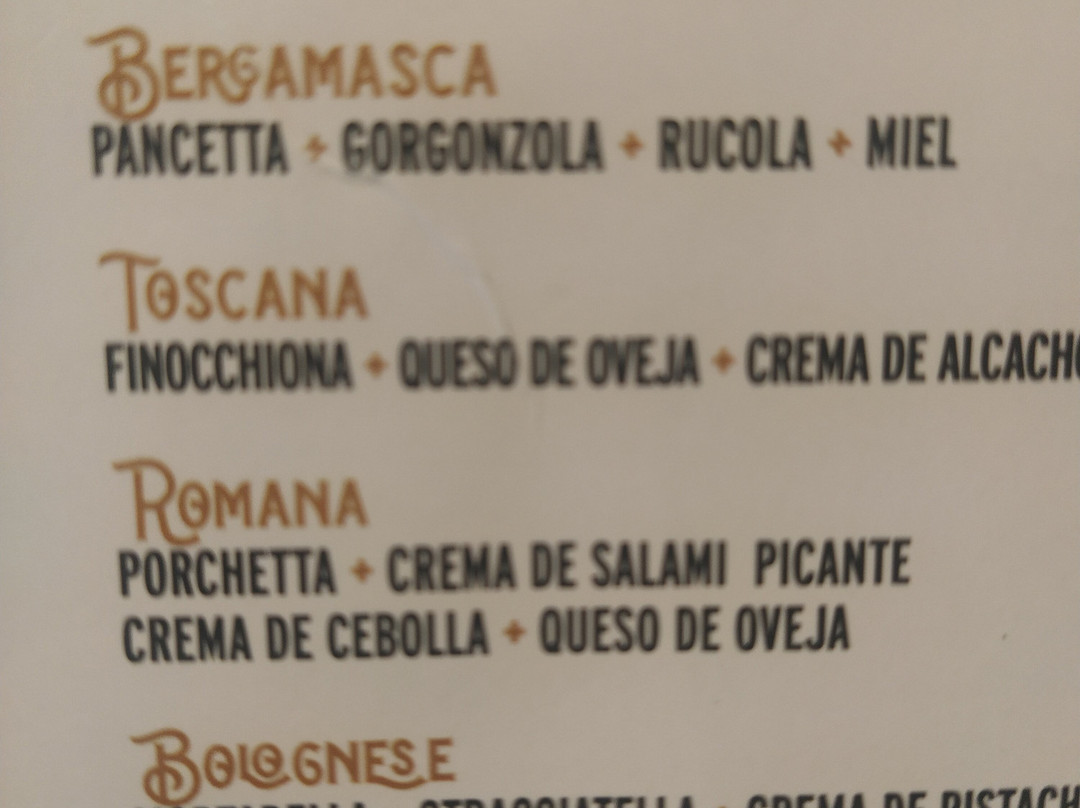 BERGAMASCA
PANCETTA + GORGONZOLA + RUCOLA + MIEL
TOSCANA
FINOCCHIONA + QUESO DE OVEJA + CREMA DE
ROMANA
PORCHETTA + CREMA DE SALAMI PICANTE
CREMA DE CEBOLLA + QUESO DE OVEJA
BOLOGNESE